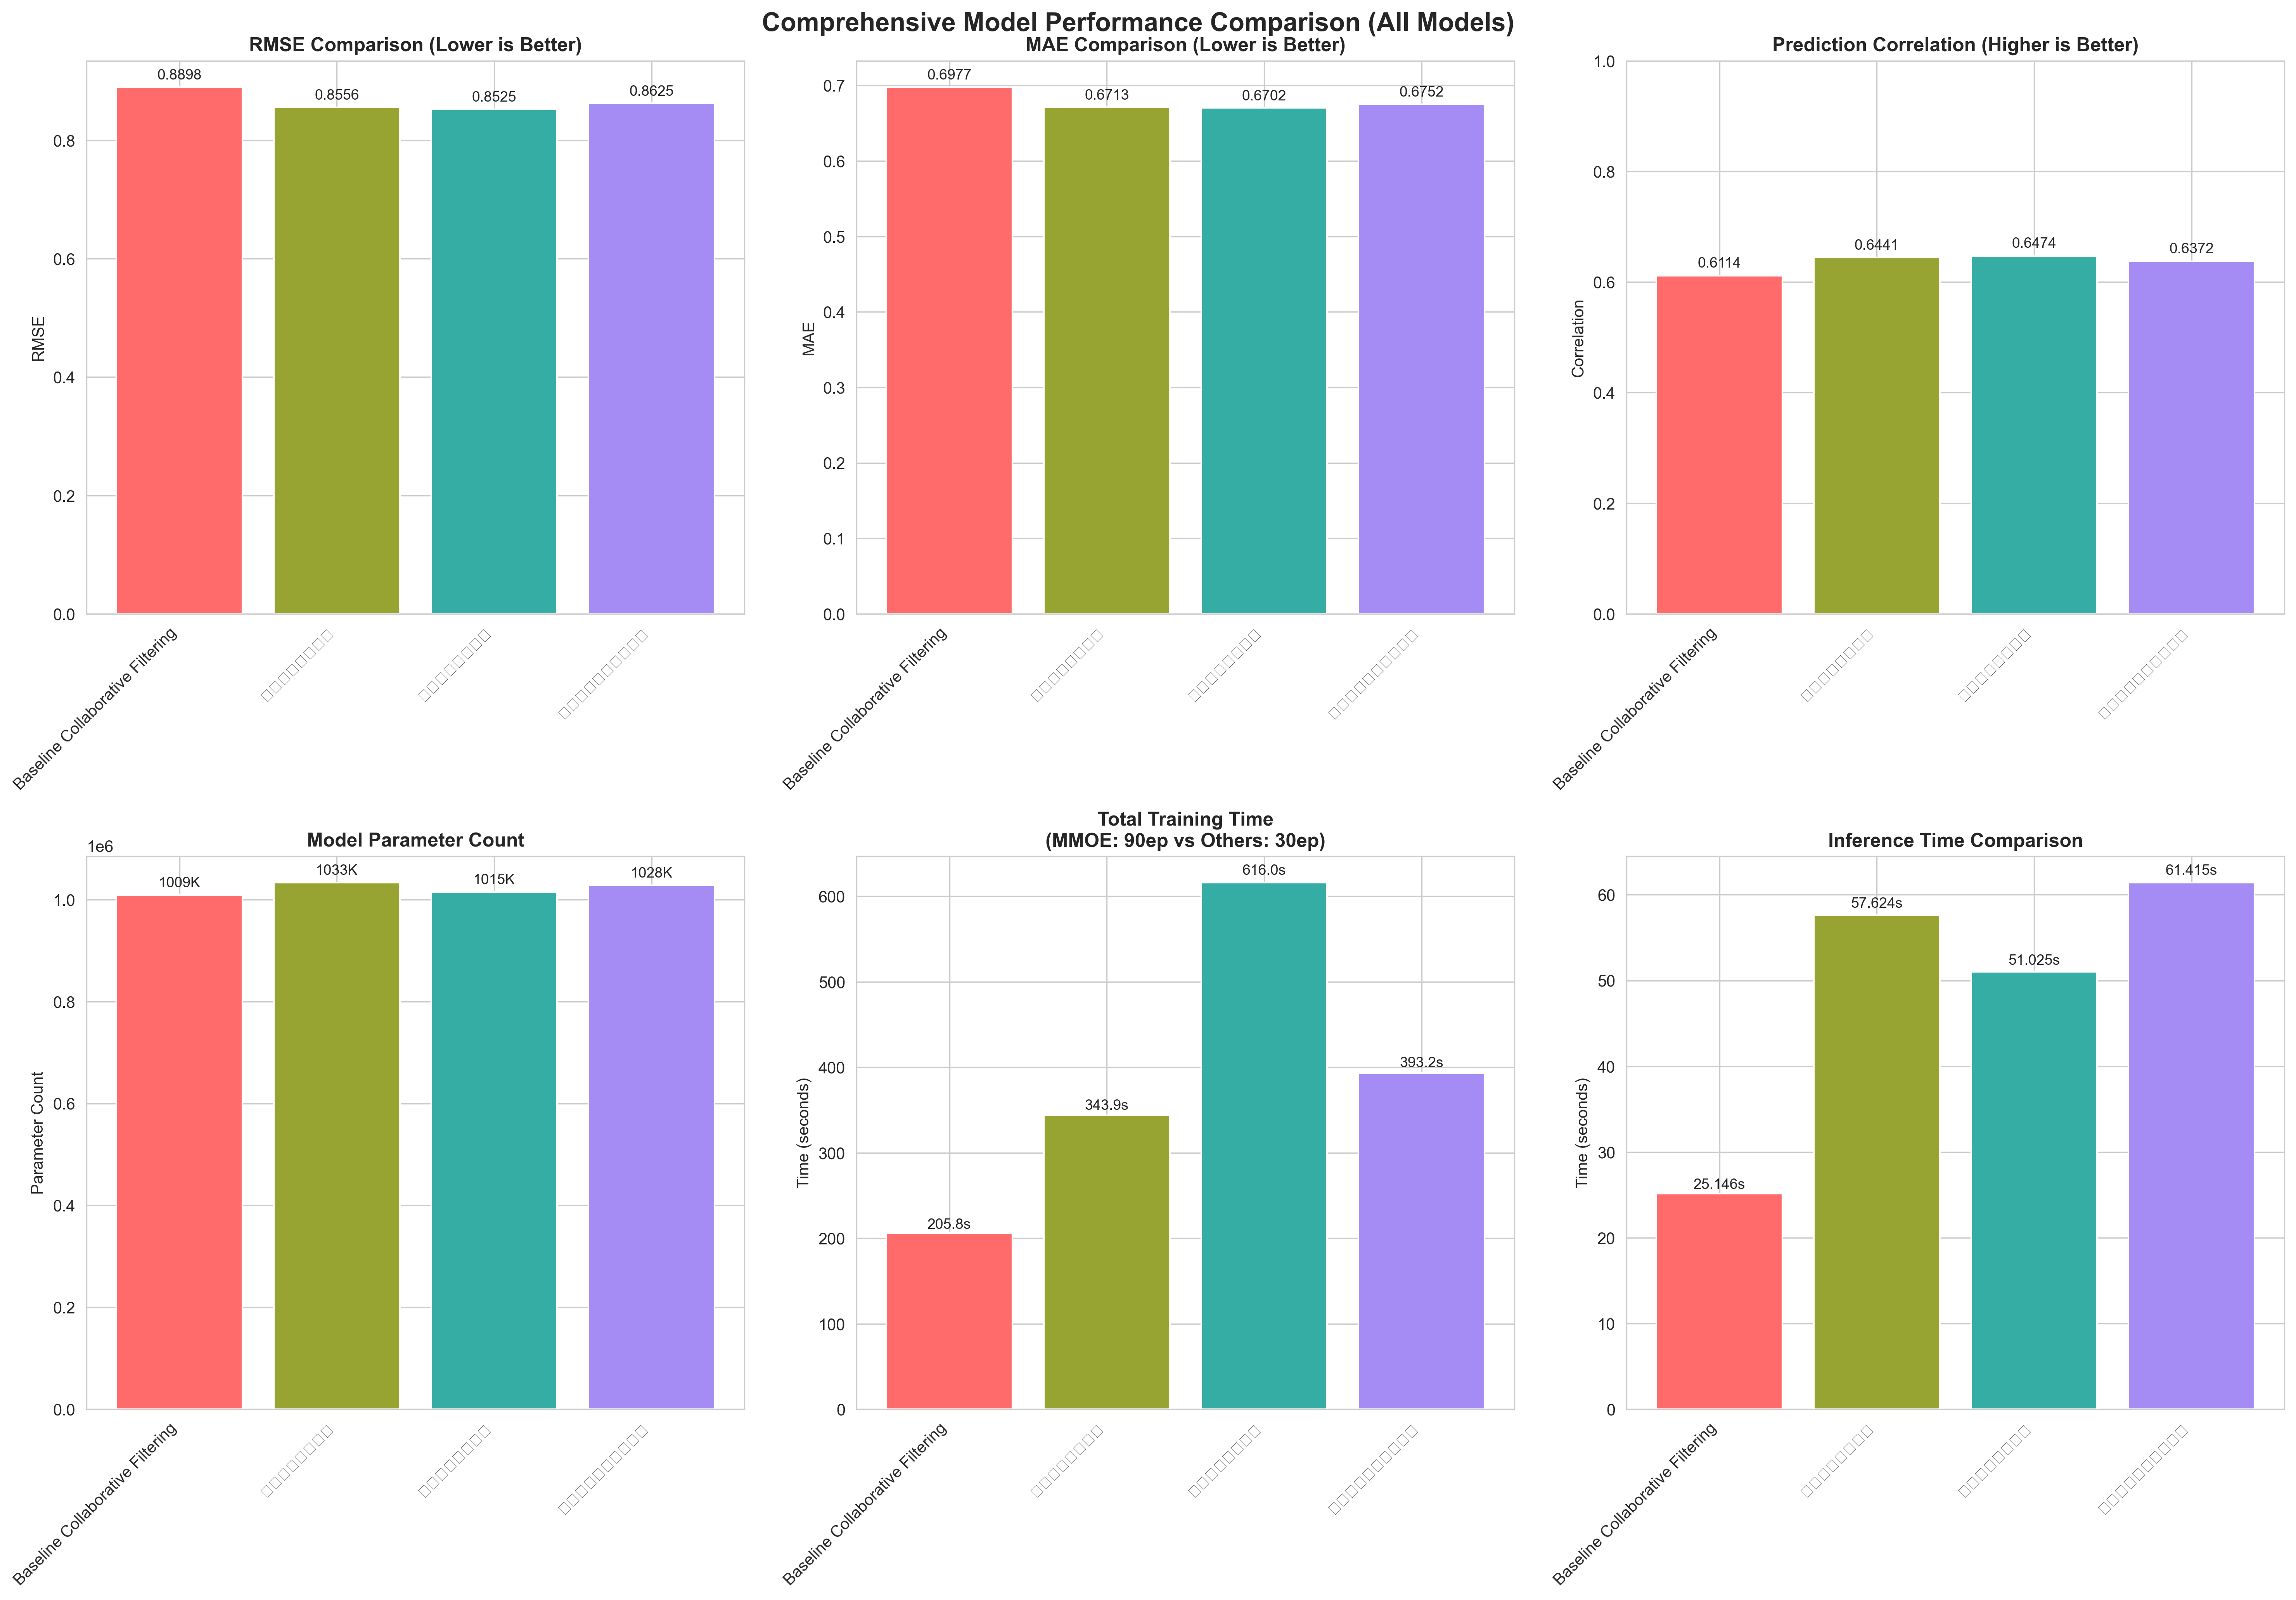 Comprehensive Model Performance Comparison (All Models)
RMSE Comparison (Lower is Better)
0.8898
0.8556
0.8525
0.8625
RMSE
0.8
0.6
0.4
0.2
0.0
Baseline Collaborative Filtering
MAE Comparison (Lower is Better)
0.6977
0.6713
0.6702
0.6752
MAE
0.7
0.6
0.5
0.4
0.3
0.2
0.1
0.0
Baseline Collaborative Filtering
Prediction Correlation (Higher is Better)
0.6114
0.6441
0.6474
0.6372
Correlation
1.0
0.8
0.6
0.4
0.2
0.0
Baseline Collaborative Filtering
Model Parameter Count
1e6
1009K
1033K
1015K
1028K
Parameter Count
1.0
0.8
0.6
0.4
0.2
0.0
Baseline Collaborative Filtering
Total Training Time
(MMOE: 90ep vs Others: 30ep)
205.8s
343.9s
616.0s
393.2s
Time (seconds)
600
500
400
300
200
100
0
Baseline Collaborative Filtering
Inference Time Comparison
25.146s
57.624s
51.025s
61.415s
Time (seconds)
60
50
40
30
20
10
0
Baseline Collaborative Filtering